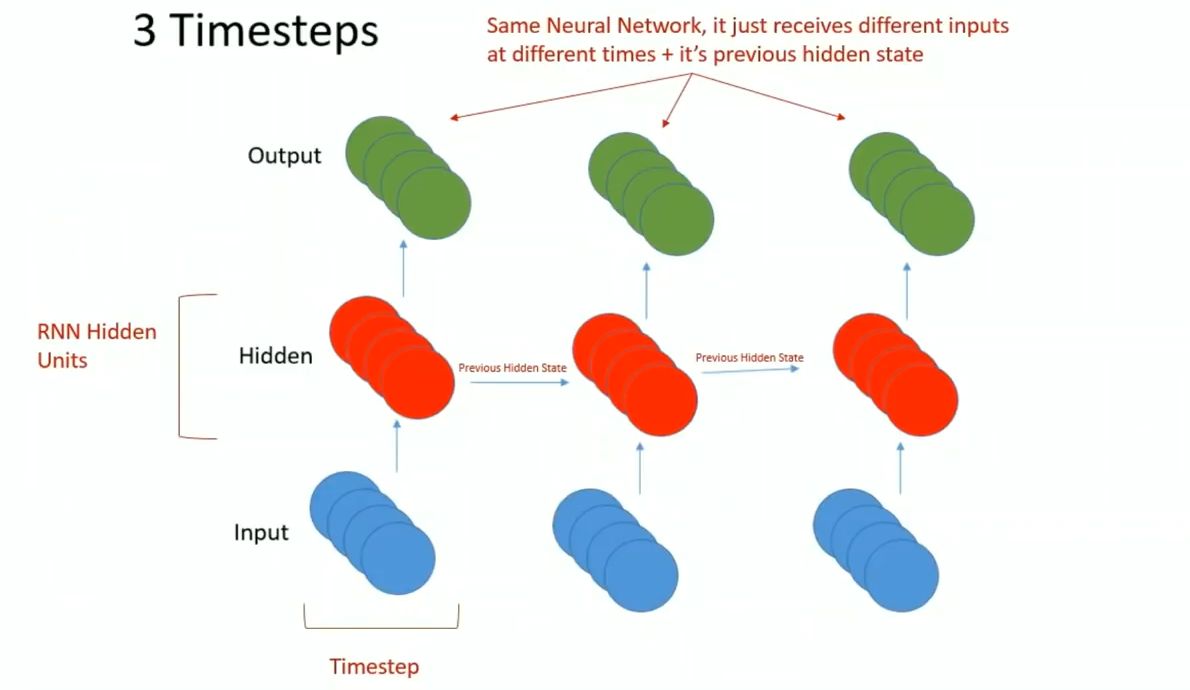 3 Timesteps
Same Neural Network, it just receives different inputs
at different times + it's previous hidden state
Output
RNN Hidden
Units
Hidden
Previous Hidden State
Previous Hidden State
Input
Timestep